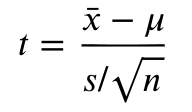 t = (x̄ − μ) / (s/√n)